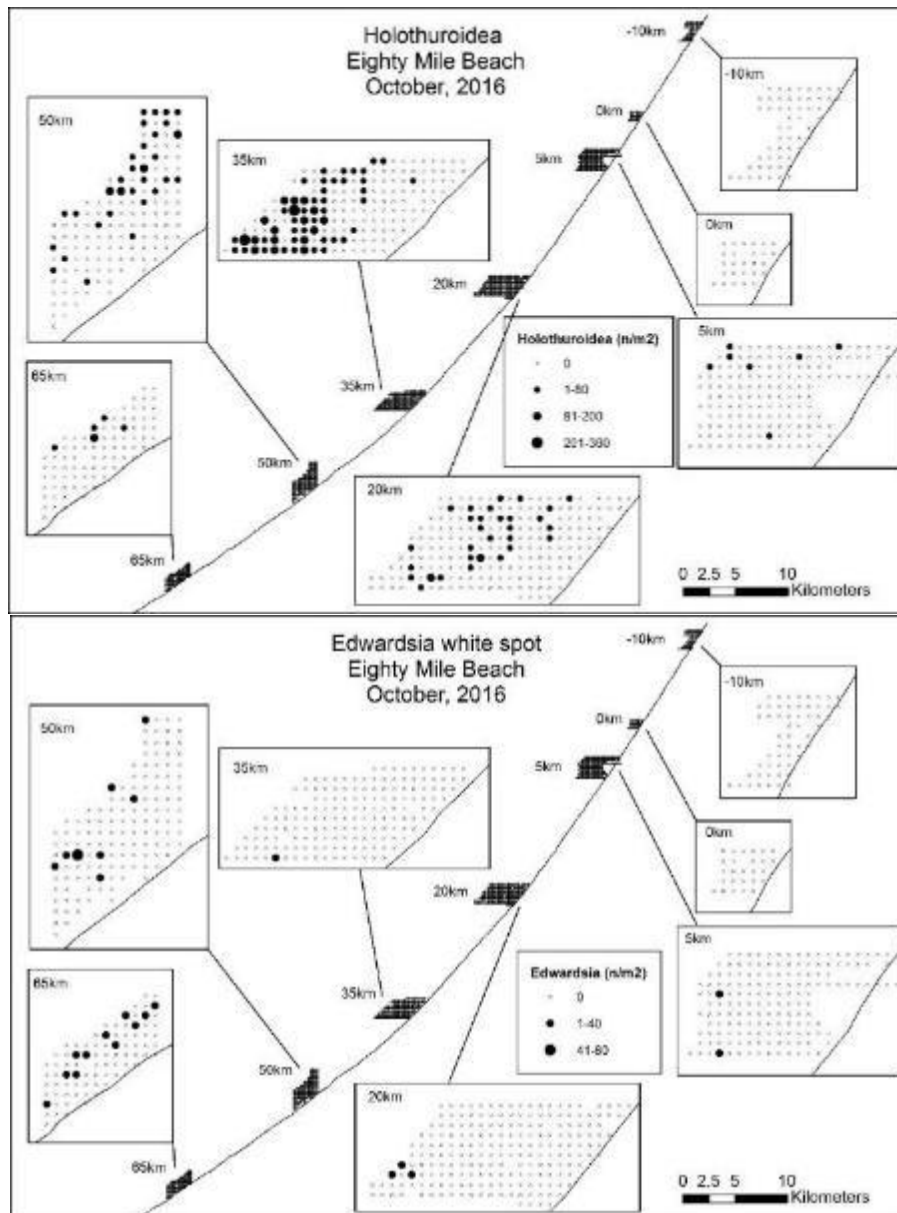 Holothuroidea
Eighty Mile Beach
October, 2016
-10km
-10km
50km
0km
35km
5km
0km
20km
5km
Holothuroidea (n/m2)
0
1-80
81-200
201-360
65km
35km
50km
20km
65km
0 2.5 5 10
Kilometers
Edwardsia white spot
Eighty Mile Beach
October, 2016
-10km
-10km
50km
0km
35km
5km
0km
20km
5km
Edwardsia (n/m2)
0
1-40
41-80
65km
35km
50km
20km
65km
0 2.5 5 10
Kilometers